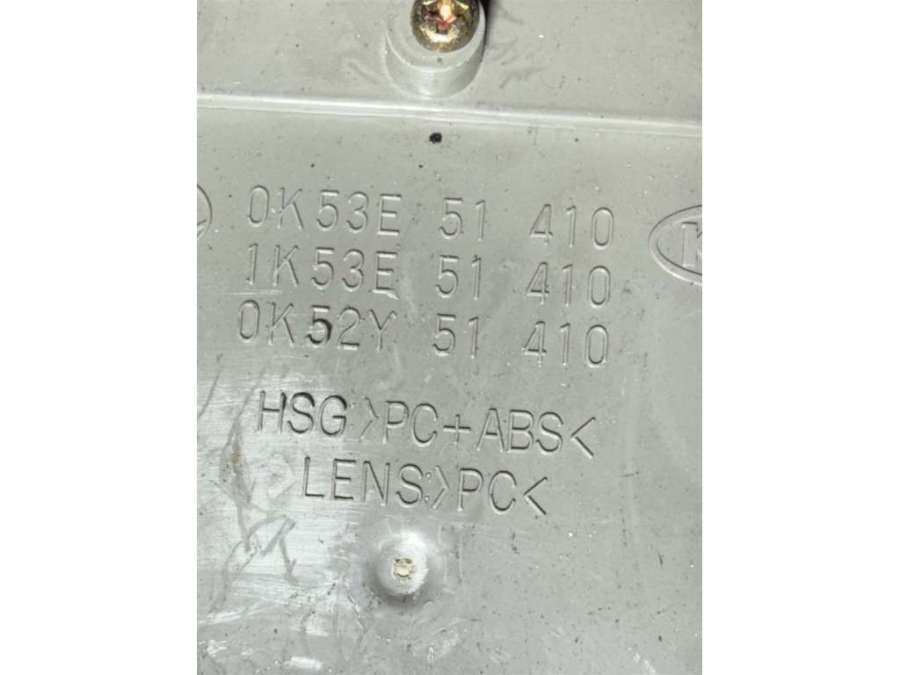 0K53E 51 410
1K53E 51 410
0K52Y 51 410
HSG>PC+ABS<
LENS:>PC<